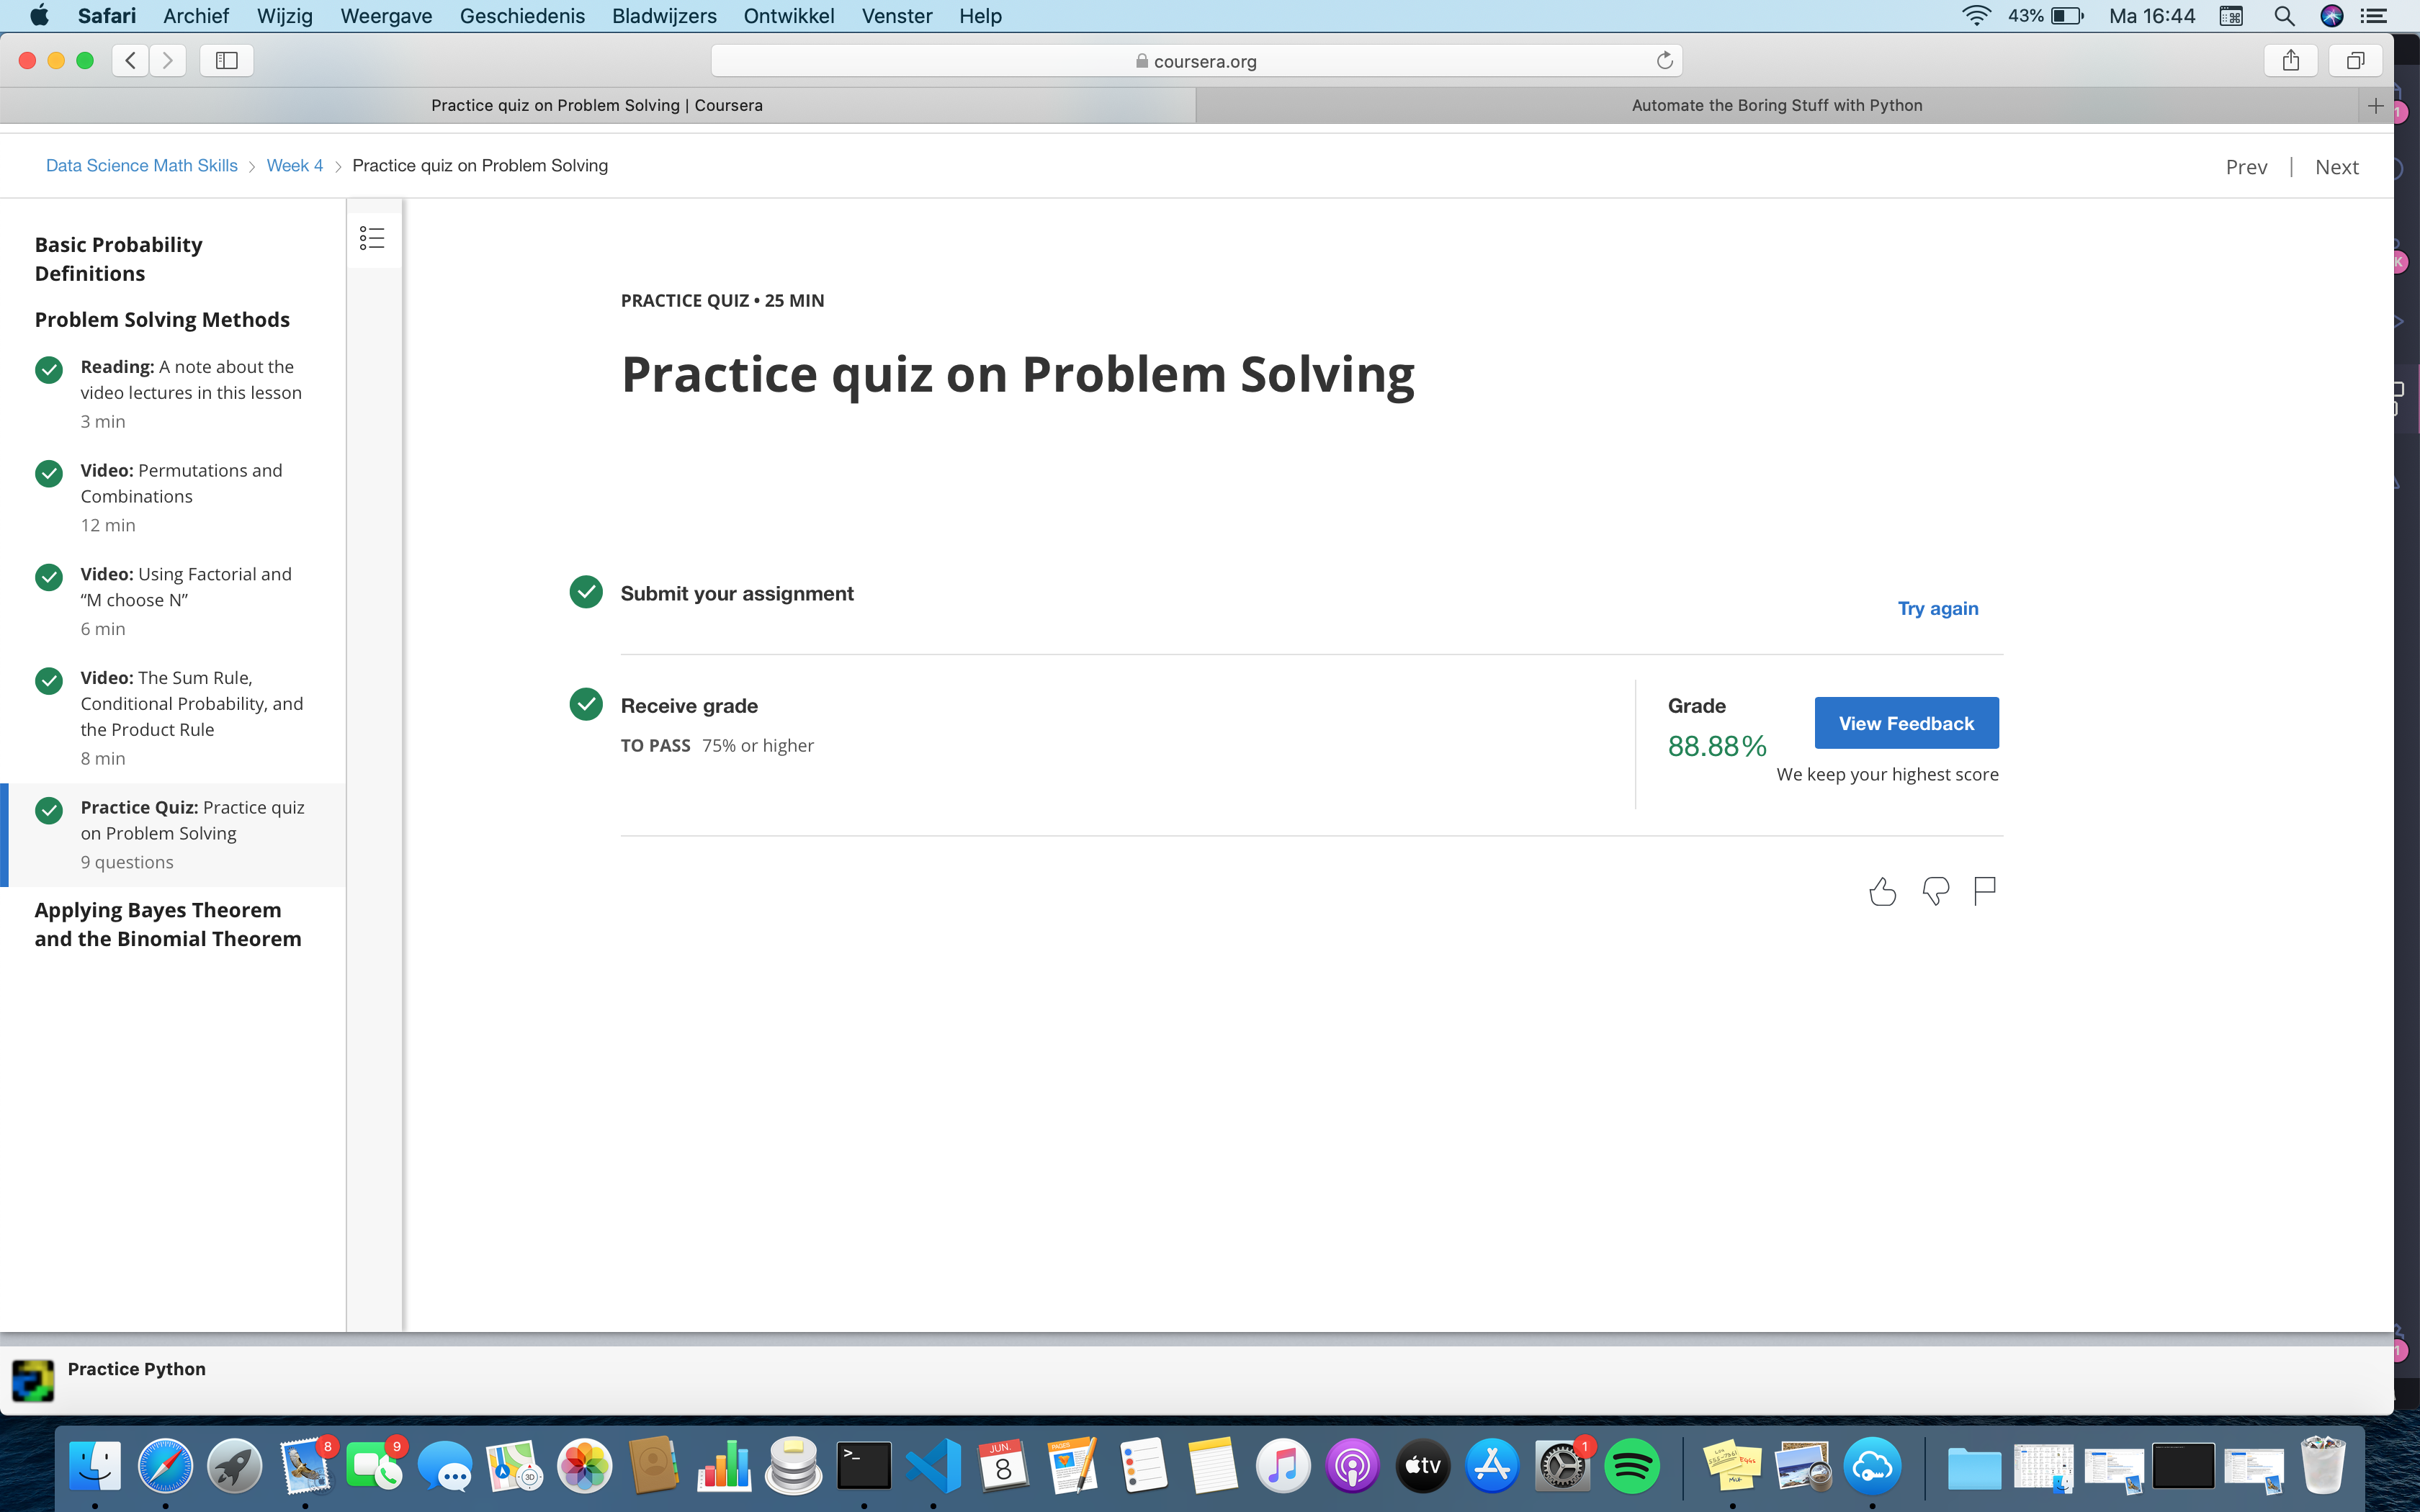 Safari Archief Wijzig Weergave Geschiedenis Bladwijzers Ontwikkel Venster Help 43% Ma 16:44
coursera.org
Practice quiz on Problem Solving | Coursera Automate the Boring Stuff with Python
Data Science Math Skills > Week 4 > Practice quiz on Problem Solving Prev | Next
Basic Probability
Definitions
Problem Solving Methods
Reading: A note about the
video lectures in this lesson
3 min
Video: Permutations and
Combinations
12 min
Video: Using Factorial and
“M choose N”
6 min
Video: The Sum Rule,
Conditional Probability, and
the Product Rule
8 min
Practice Quiz: Practice quiz
on Problem Solving
9 questions
Applying Bayes Theorem
and the Binomial Theorem
PRACTICE QUIZ • 25 MIN
Practice quiz on Problem Solving
Submit your assignment
Try again
Receive grade
TO PASS 75% or higher
Grade
88.88%
View Feedback
We keep your highest score
1
K
1
Practice Python
8
9
3D
>_
JUN.
8
PAGES
tv
1
EGGS
MILK